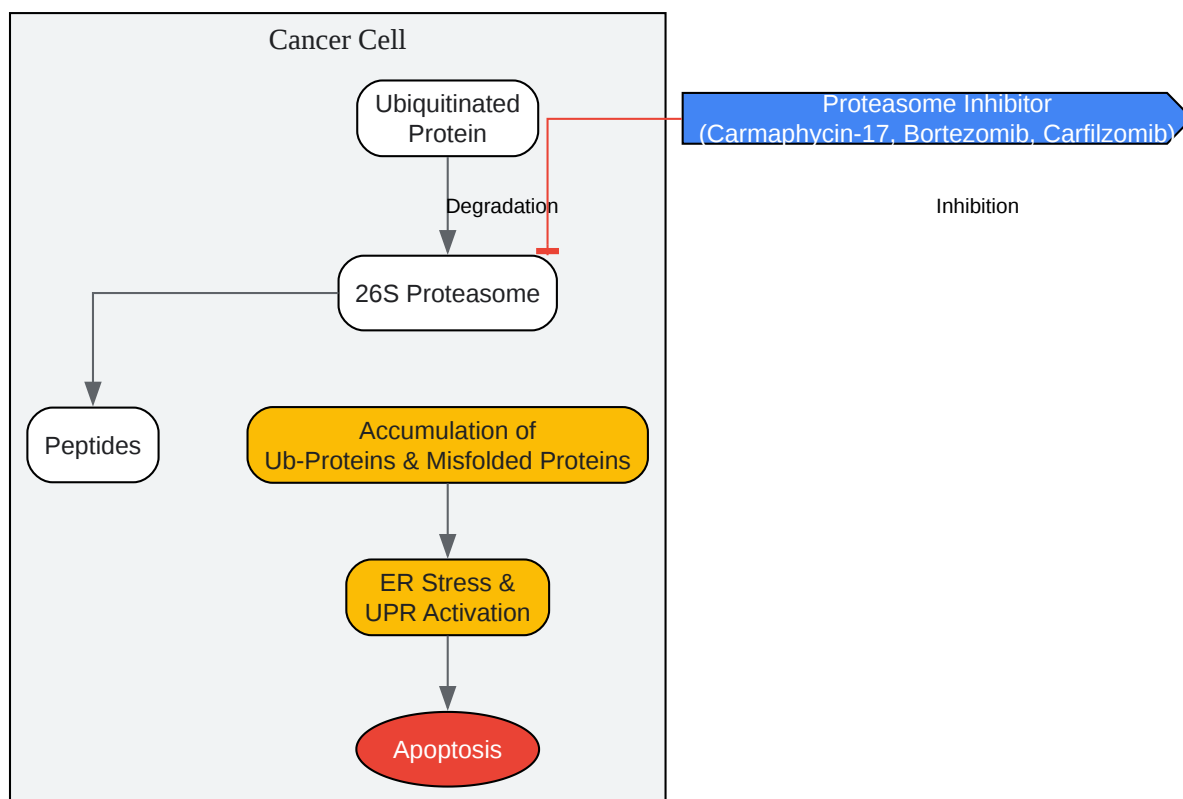 Cancer Cell
Ubiquitinated
Protein
Proteasome Inhibitor
(Carmaphycin-17, Bortezomib, Carfilzomib)
Degradation
Inhibition
26S Proteasome
Peptides
Accumulation of
Ub-Proteins & Misfolded Proteins
ER Stress &
UPR Activation
Apoptosis